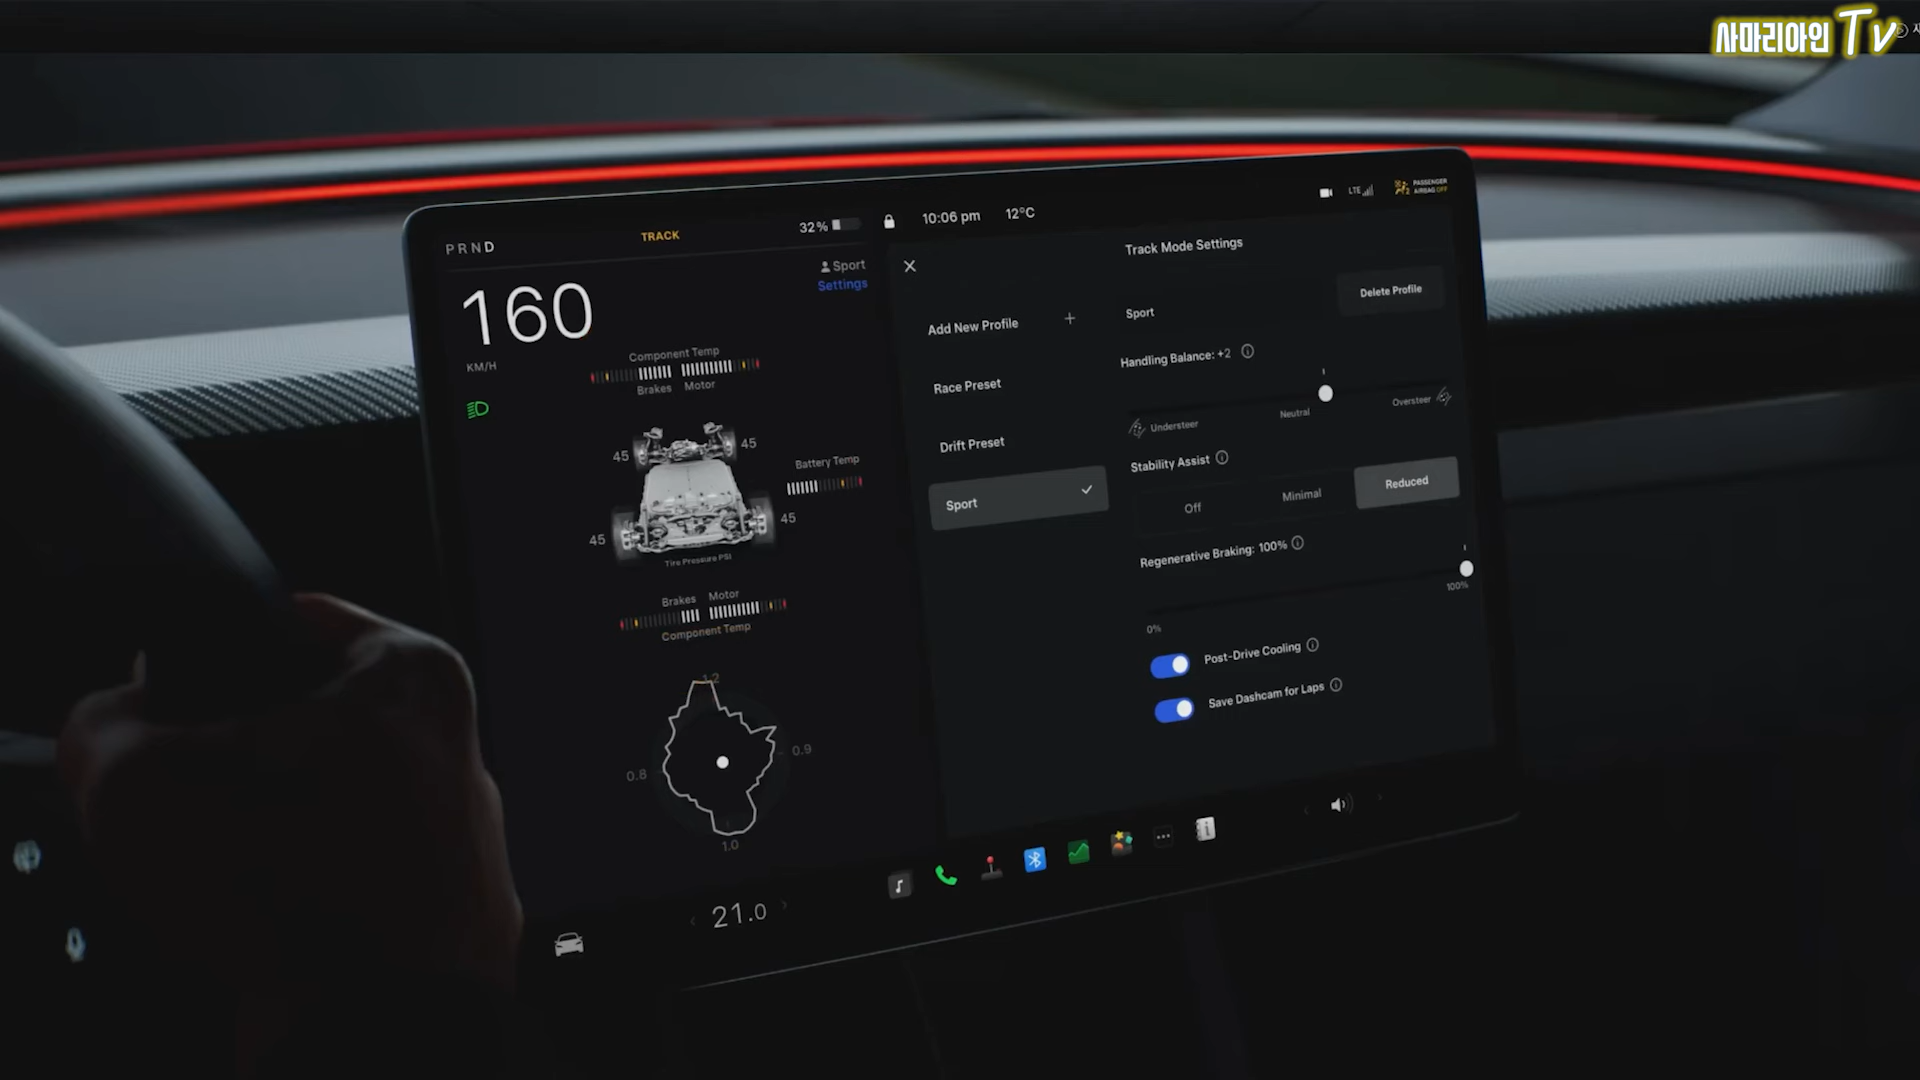 사마리아인 Tv
PRND
TRACK
32%
10:06 pm
12°C
LTE
PASSENGER
AIRBAG OFF
160
KM/H
Sport
Settings
Component Temp
Brakes Motor
45
45
Battery Temp
45
45
Tire Pressure PSI
Brakes Motor
Component Temp
1.2
0.9
0.8
1.0
21.0
Track Mode Settings
Add New Profile
Race Preset
Drift Preset
Sport
Sport
Delete Profile
Handling Balance: +2
Understeer
Neutral
Oversteer
Stability Assist
Off
Minimal
Reduced
Regenerative Braking: 100%
0%
100%
Post-Drive Cooling
Save Dashcam for Laps